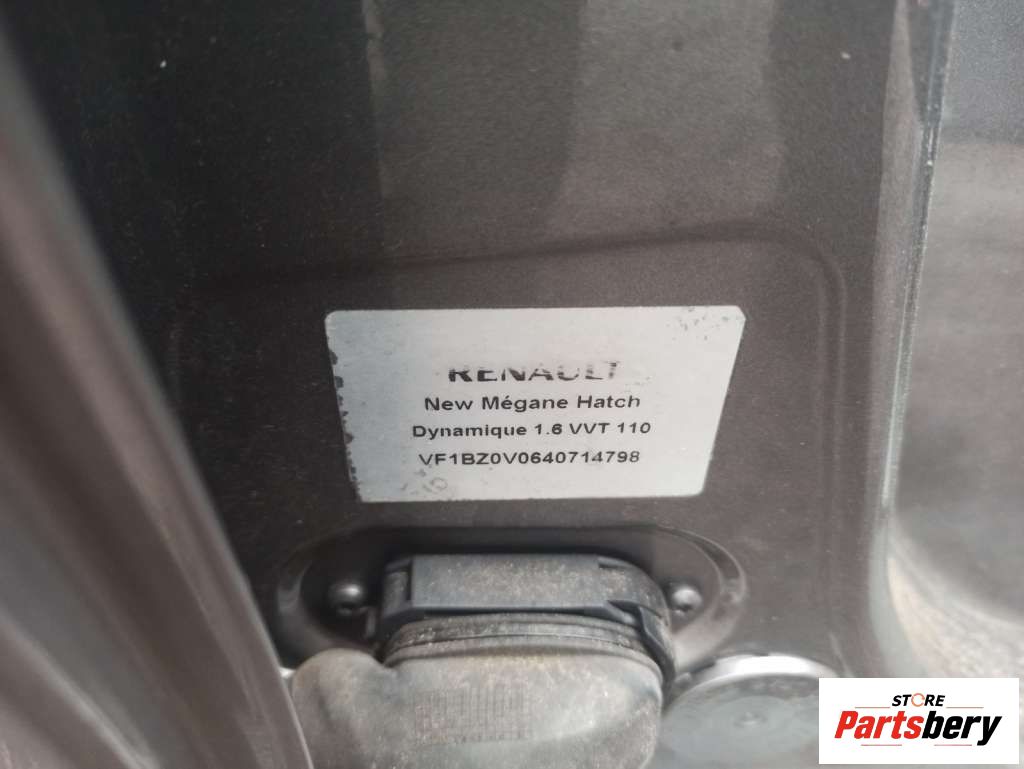 RENAULT
New Mégane Hatch
Dynamique 1.6 VVT 110
VF1BZ0V0640714798
STORE
Partsbery